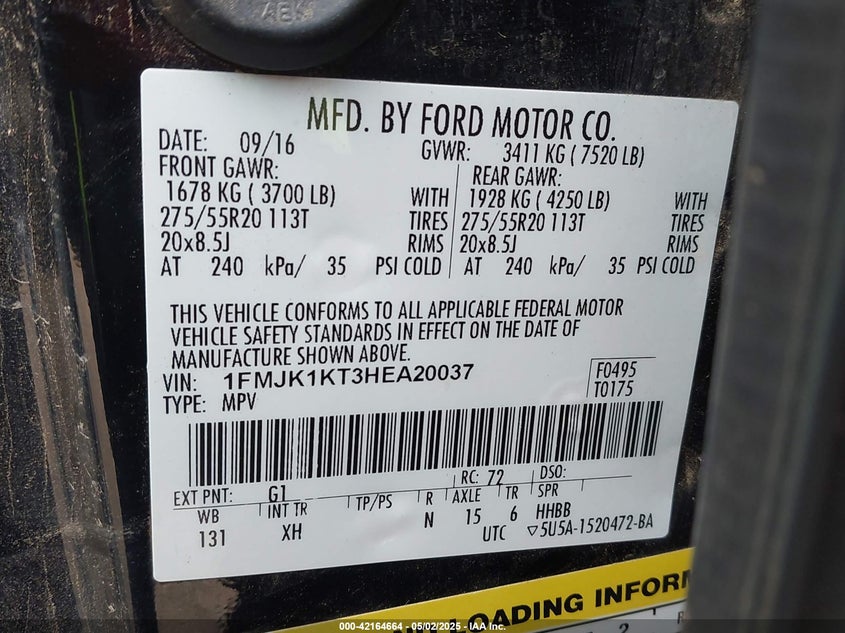 AEM
MFD. BY FORD MOTOR CO.
DATE: 09/16 GVWR: 3411 KG ( 7520 LB)
FRONT GAWR: REAR GAWR:
1678 KG ( 3700 LB) WITH 1928 KG ( 4250 LB) WITH
275/55R20 113T TIRES 275/55R20 113T TIRES
20x8.5J RIMS 20x8.5J RIMS
AT 240 kPa/ 35 PSI COLD AT 240 kPa/ 35 PSI COLD
THIS VEHICLE CONFORMS TO ALL APPLICABLE FEDERAL MOTOR
VEHICLE SAFETY STANDARDS IN EFFECT ON THE DATE OF
MANUFACTURE SHOWN ABOVE.
VIN: 1FMJK1KT3HEA20037 F0495
TYPE: MPV T0175
EXT PNT: G1 RC: 72 DSO:
WB INT TR TP/PS R AXLE TR SPR
131 XH N 15 6 HHBB
UTC ▽5U5A-1520472-BA
LOADING INFORM
000-42164664 - 05/02/2025 - IAA Inc.